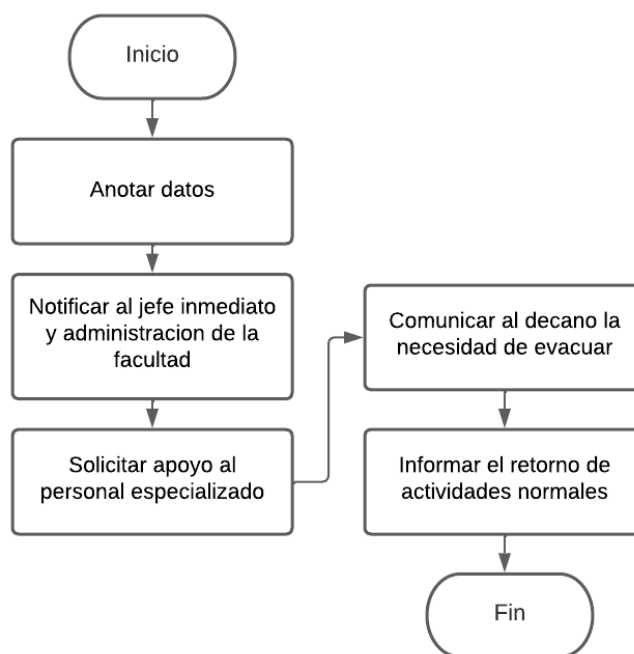 Inicio
Anotar datos
Notificar al jefe inmediato
y administracion de la
facultad
Solicitar apoyo al
personal especializado
Comunicar al decano la
necesidad de evacuar
Informar el retorno de
actividades normales
Fin